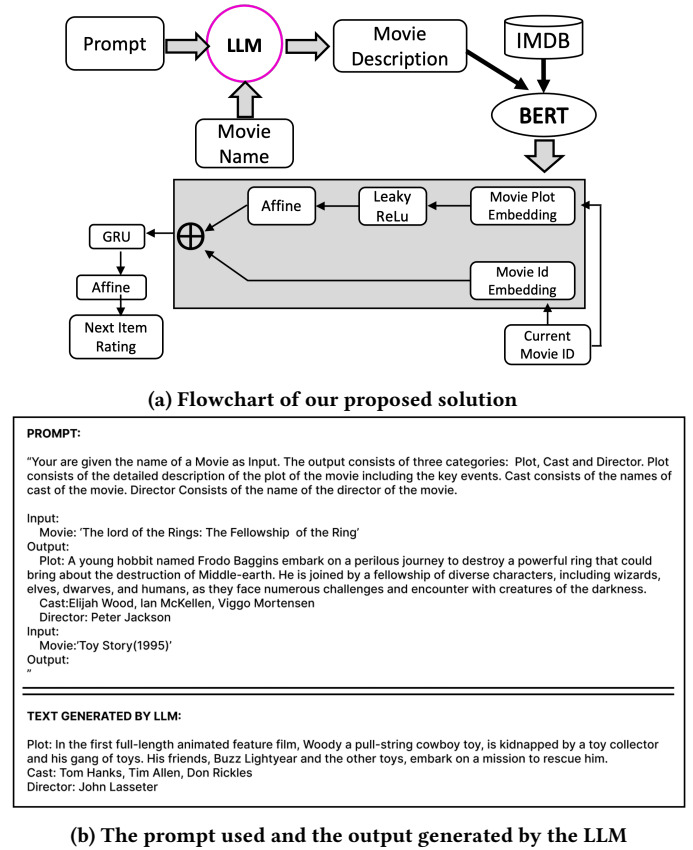 Prompt
LLM
Movie
Description
IMDB
Movie
Name
BERT
Affine
Leaky
ReLu
Movie Plot
Embedding
GRU
Affine
Movie Id
Embedding
Next Item
Rating
Current
Movie ID
(a) Flowchart of our proposed solution
PROMPT:
“Your are given the name of a Movie as Input. The output consists of three categories: Plot, Cast and Director. Plot
consists of the detailed description of the plot of the movie including the key events. Cast consists of the names of
cast of the movie. Director Consists of the name of the director of the movie.
Input:
Movie: ‘The lord of the Rings: The Fellowship of the Ring’
Output:
Plot: A young hobbit named Frodo Baggins embark on a perilous journey to destroy a powerful ring that could
bring about the destruction of Middle-earth. He is joined by a fellowship of diverse characters, including wizards,
elves, dwarves, and humans, as they face numerous challenges and encounter with creatures of the darkness.
Cast:Elijah Wood, Ian McKellen, Viggo Mortensen
Director: Peter Jackson
Input:
Movie:‘Toy Story(1995)’
Output:
”
TEXT GENERATED BY LLM:
Plot: In the first full-length animated feature film, Woody a pull-string cowboy toy, is kidnapped by a toy collector
and his gang of toys. His friends, Buzz Lightyear and the other toys, embark on a mission to rescue him.
Cast: Tom Hanks, Tim Allen, Don Rickles
Director: John Lasseter
(b) The prompt used and the output generated by the LLM